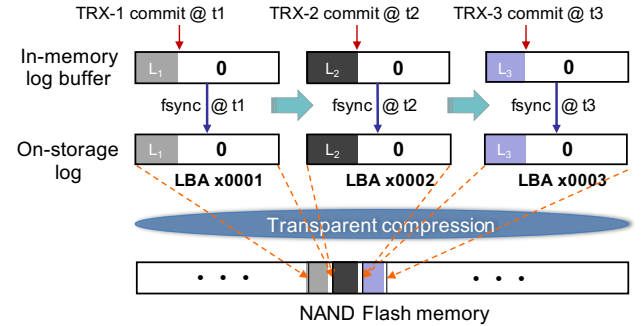 TRX-1 commit @ t1 TRX-2 commit @ t2 TRX-3 commit @ t3
In-memory log buffer L1 0 L2 0 L3 0
fsync @ t1 fsync @ t2 fsync @ t3
On-storage log L1 0 L2 0 L3 0
LBA x0001 LBA x0002 LBA x0003
Transparent compression
• • • • • •
NAND Flash memory